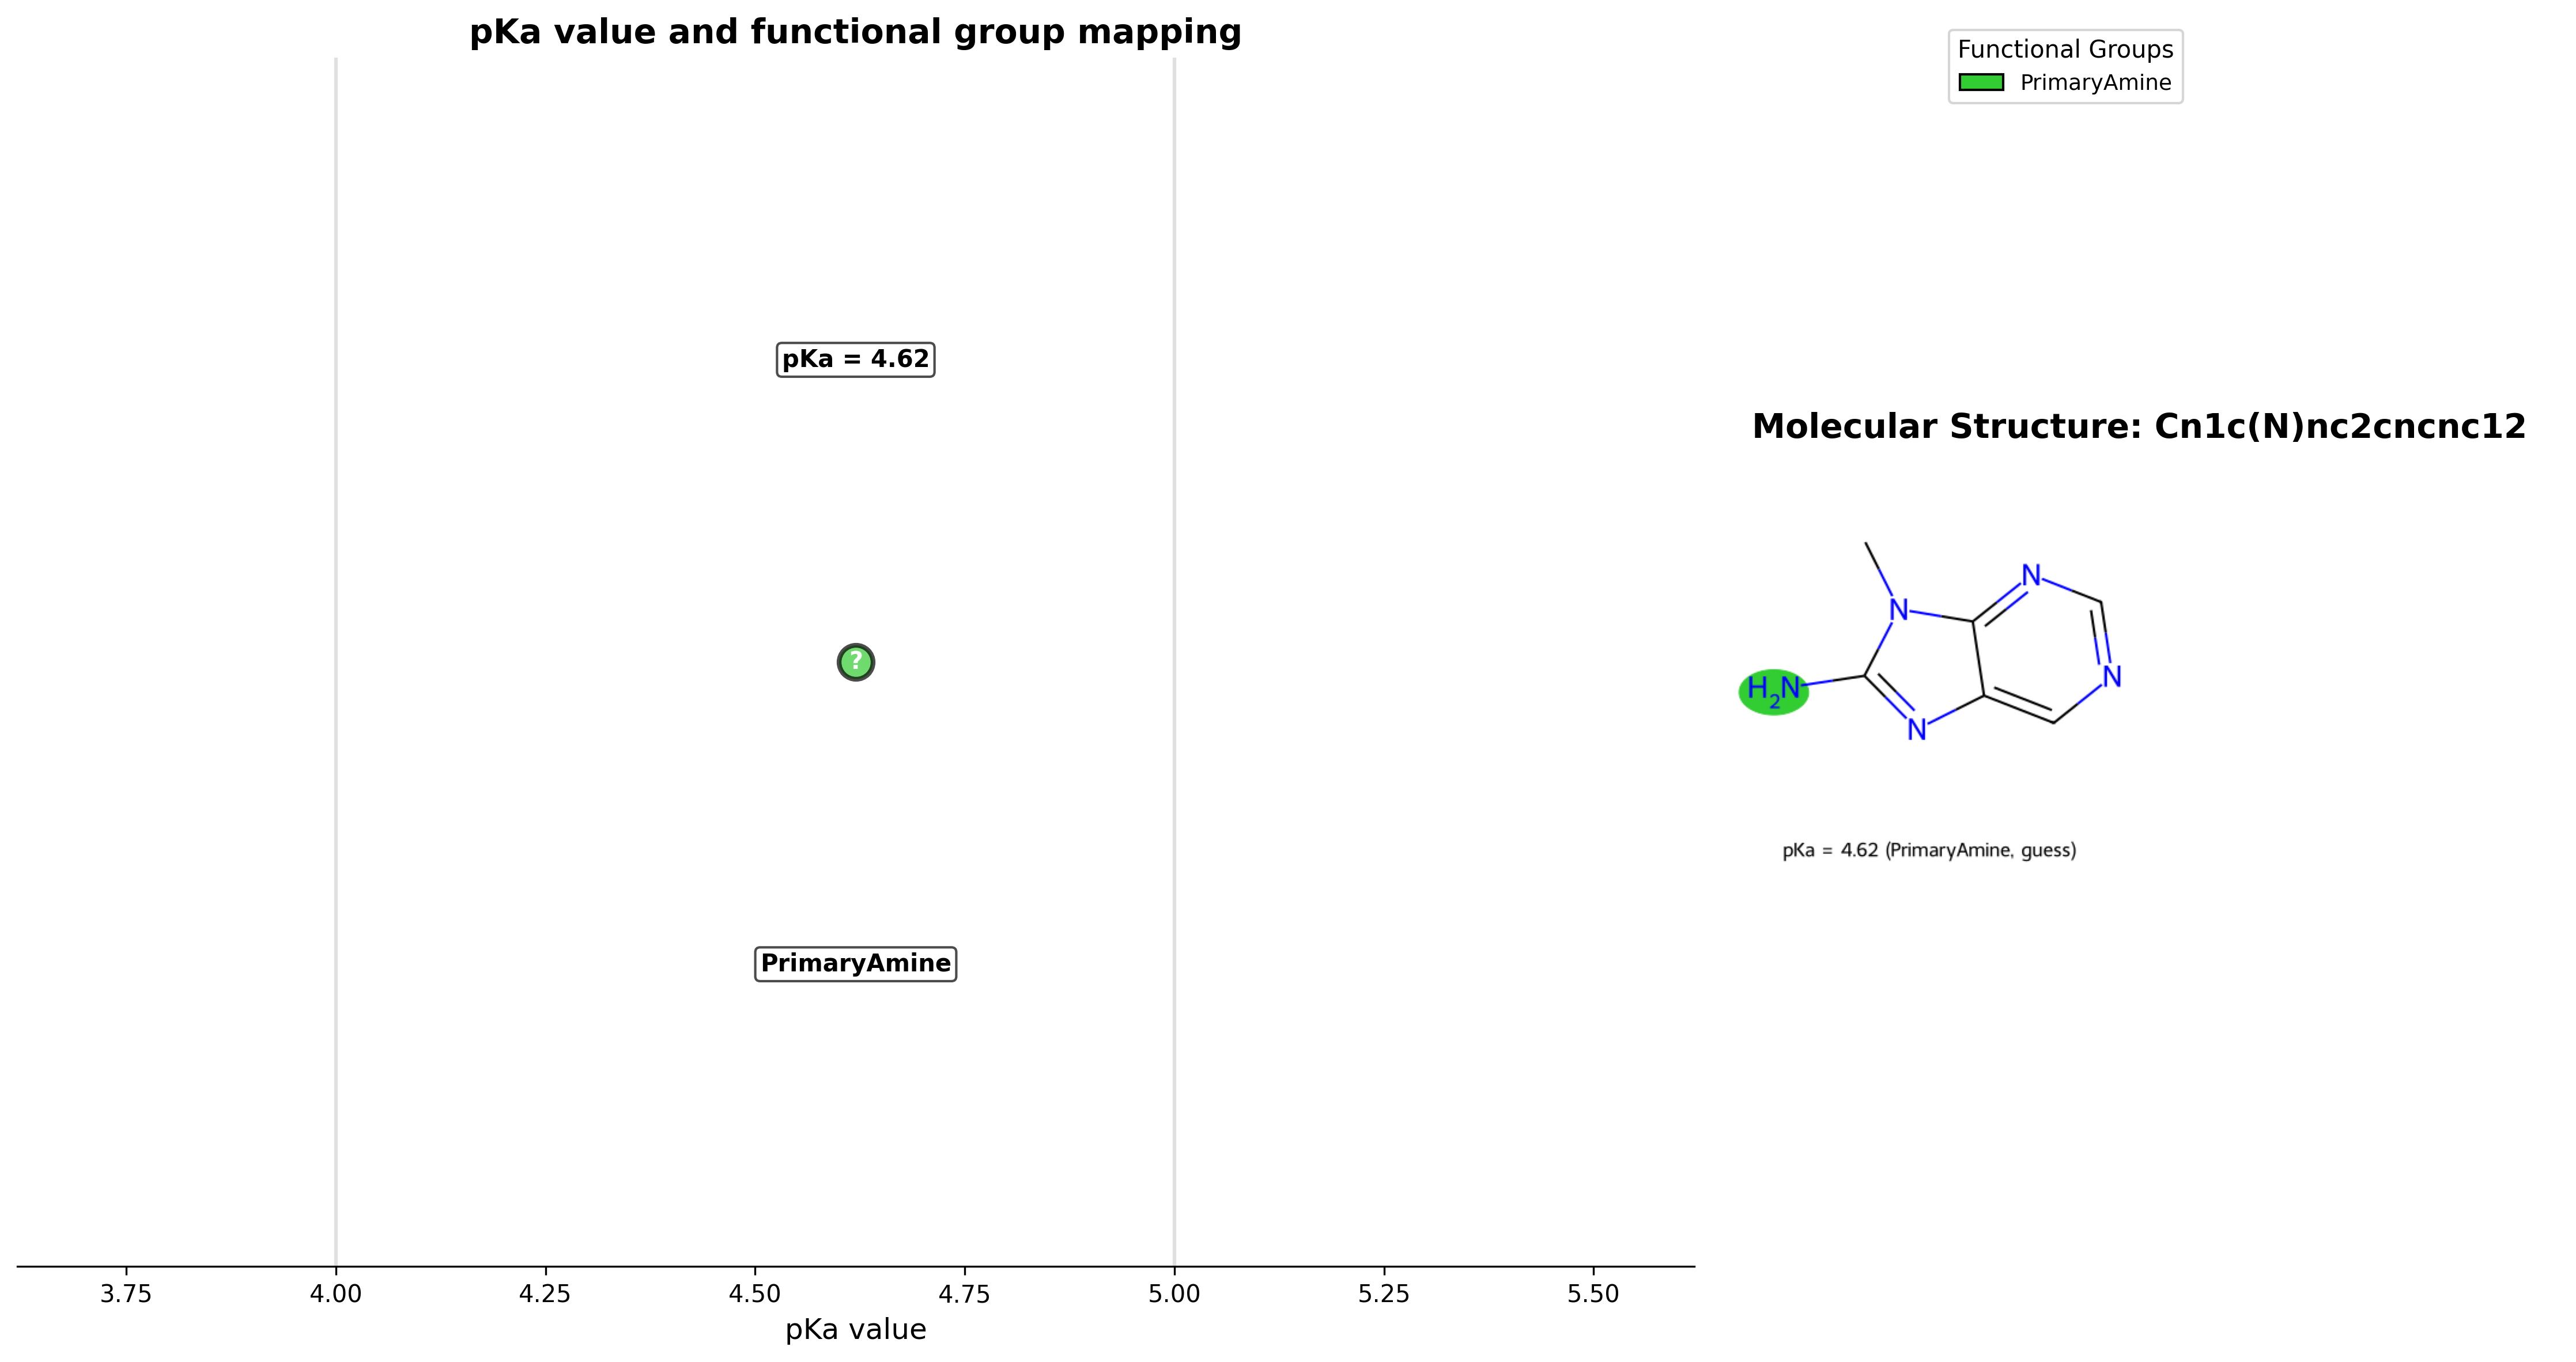 pKa value and functional group mapping
Functional Groups
PrimaryAmine
pKa = 4.62
Molecular Structure: Cn1c(N)nc2cncnc12
N
N
?
H2N
N
N
pKa = 4.62 (PrimaryAmine, guess)
PrimaryAmine
3.75 4.00 4.25 4.50 4.75 5.00 5.25 5.50
pKa value